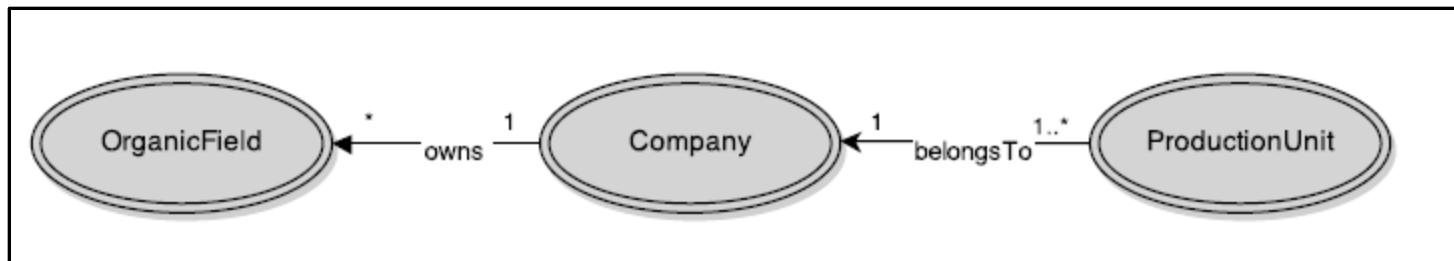 OrganicField
*
owns
1
Company
1
belongsTo
1..*
ProductionUnit